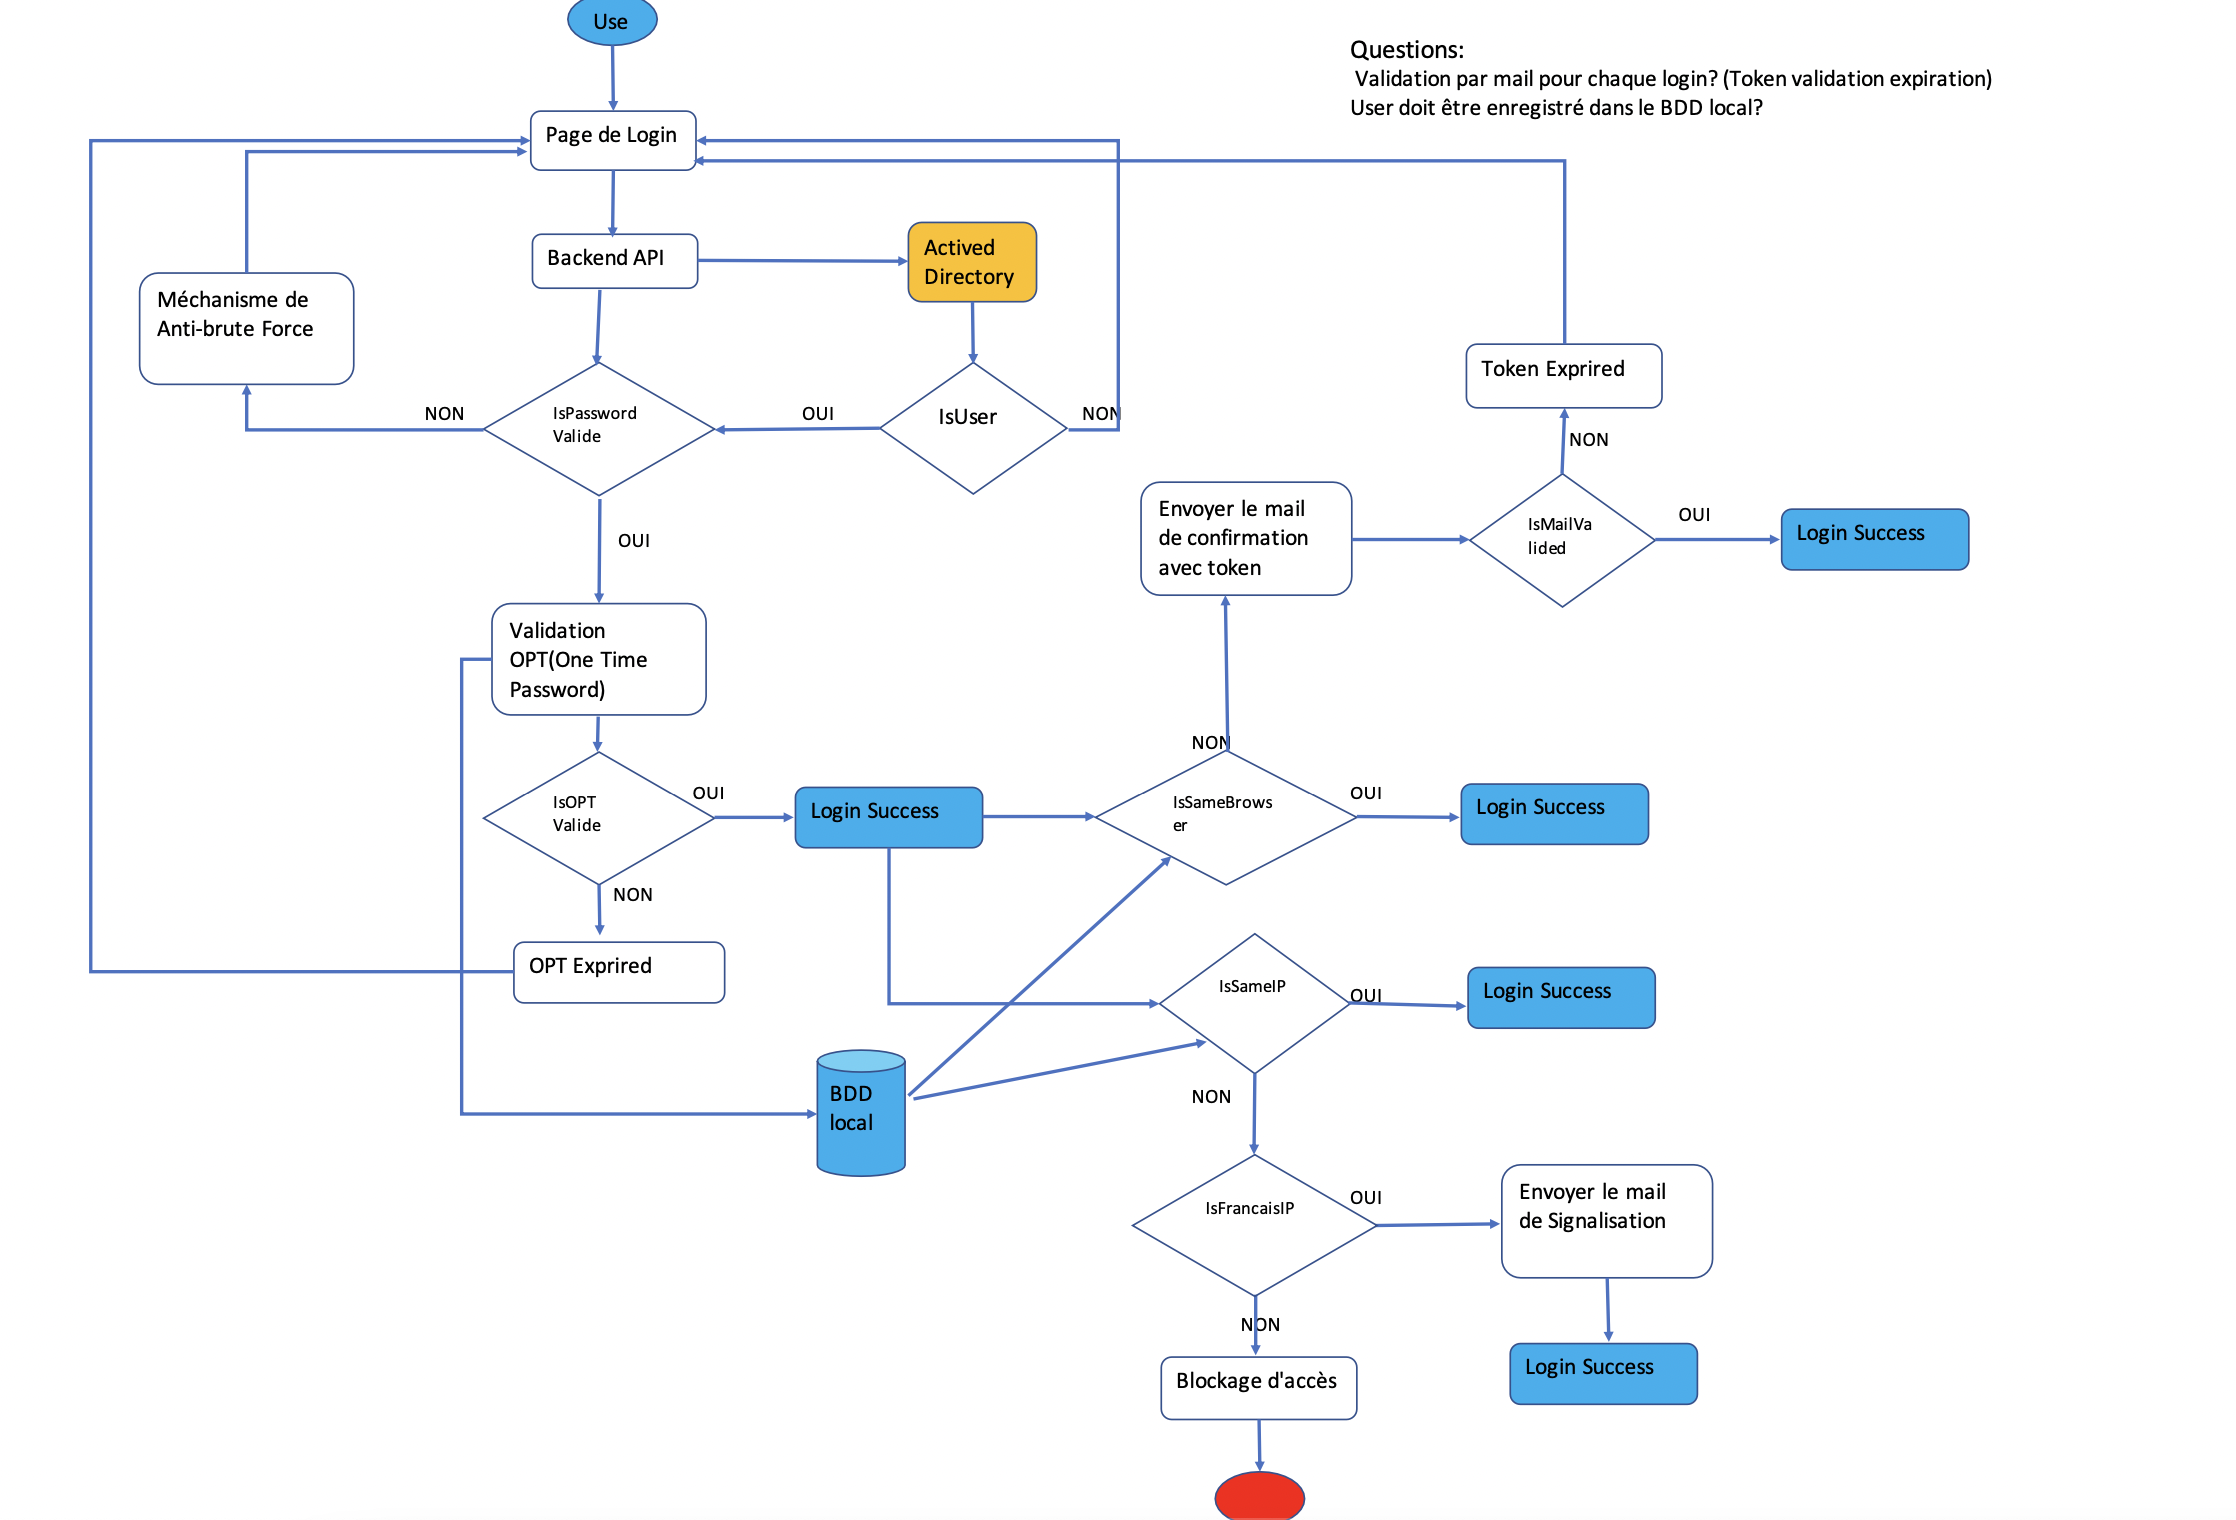 Use
Questions:
Validation par mail pour chaque login? (Token validation expiration)
User doit être enregistré dans le BDD local?
Page de Login
Backend API
Actived
Directory
Méchanisme de
Anti-brute Force
Token Exprired
NON
IsPassword
Valide
OUI
IsUser
NON
NON
Envoyer le mail
de confirmation
avec token
IsMailVa
lided
OUI
Login Success
OUI
Validation
OPT(One Time
Password)
NON
IsOPT
Valide
OUI
Login Success
IsSameBrows
er
OUI
Login Success
NON
OPT Exprired
IsSameIP
OUI
Login Success
BDD
local
NON
IsFrancaisIP
OUI
Envoyer le mail
de Signalisation
NON
Blockage d'accès
Login Success